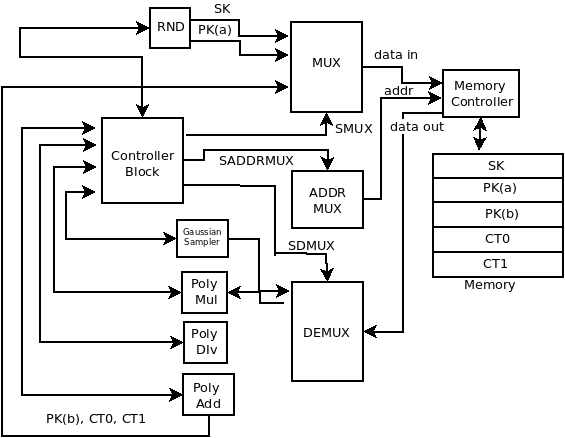 SK
RND
PK(a)
MUX
data in
addr
Memory
Controller
data out
SMUX
Controller
Block
SADDRMUX
ADDR
MUX
SK
PK(a)
PK(b)
CT0
CT1
Memory
Gaussian
Sampler
SDMUX
Poly
Mul
DEMUX
Poly
DIv
Poly
Add
PK(b), CT0, CT1